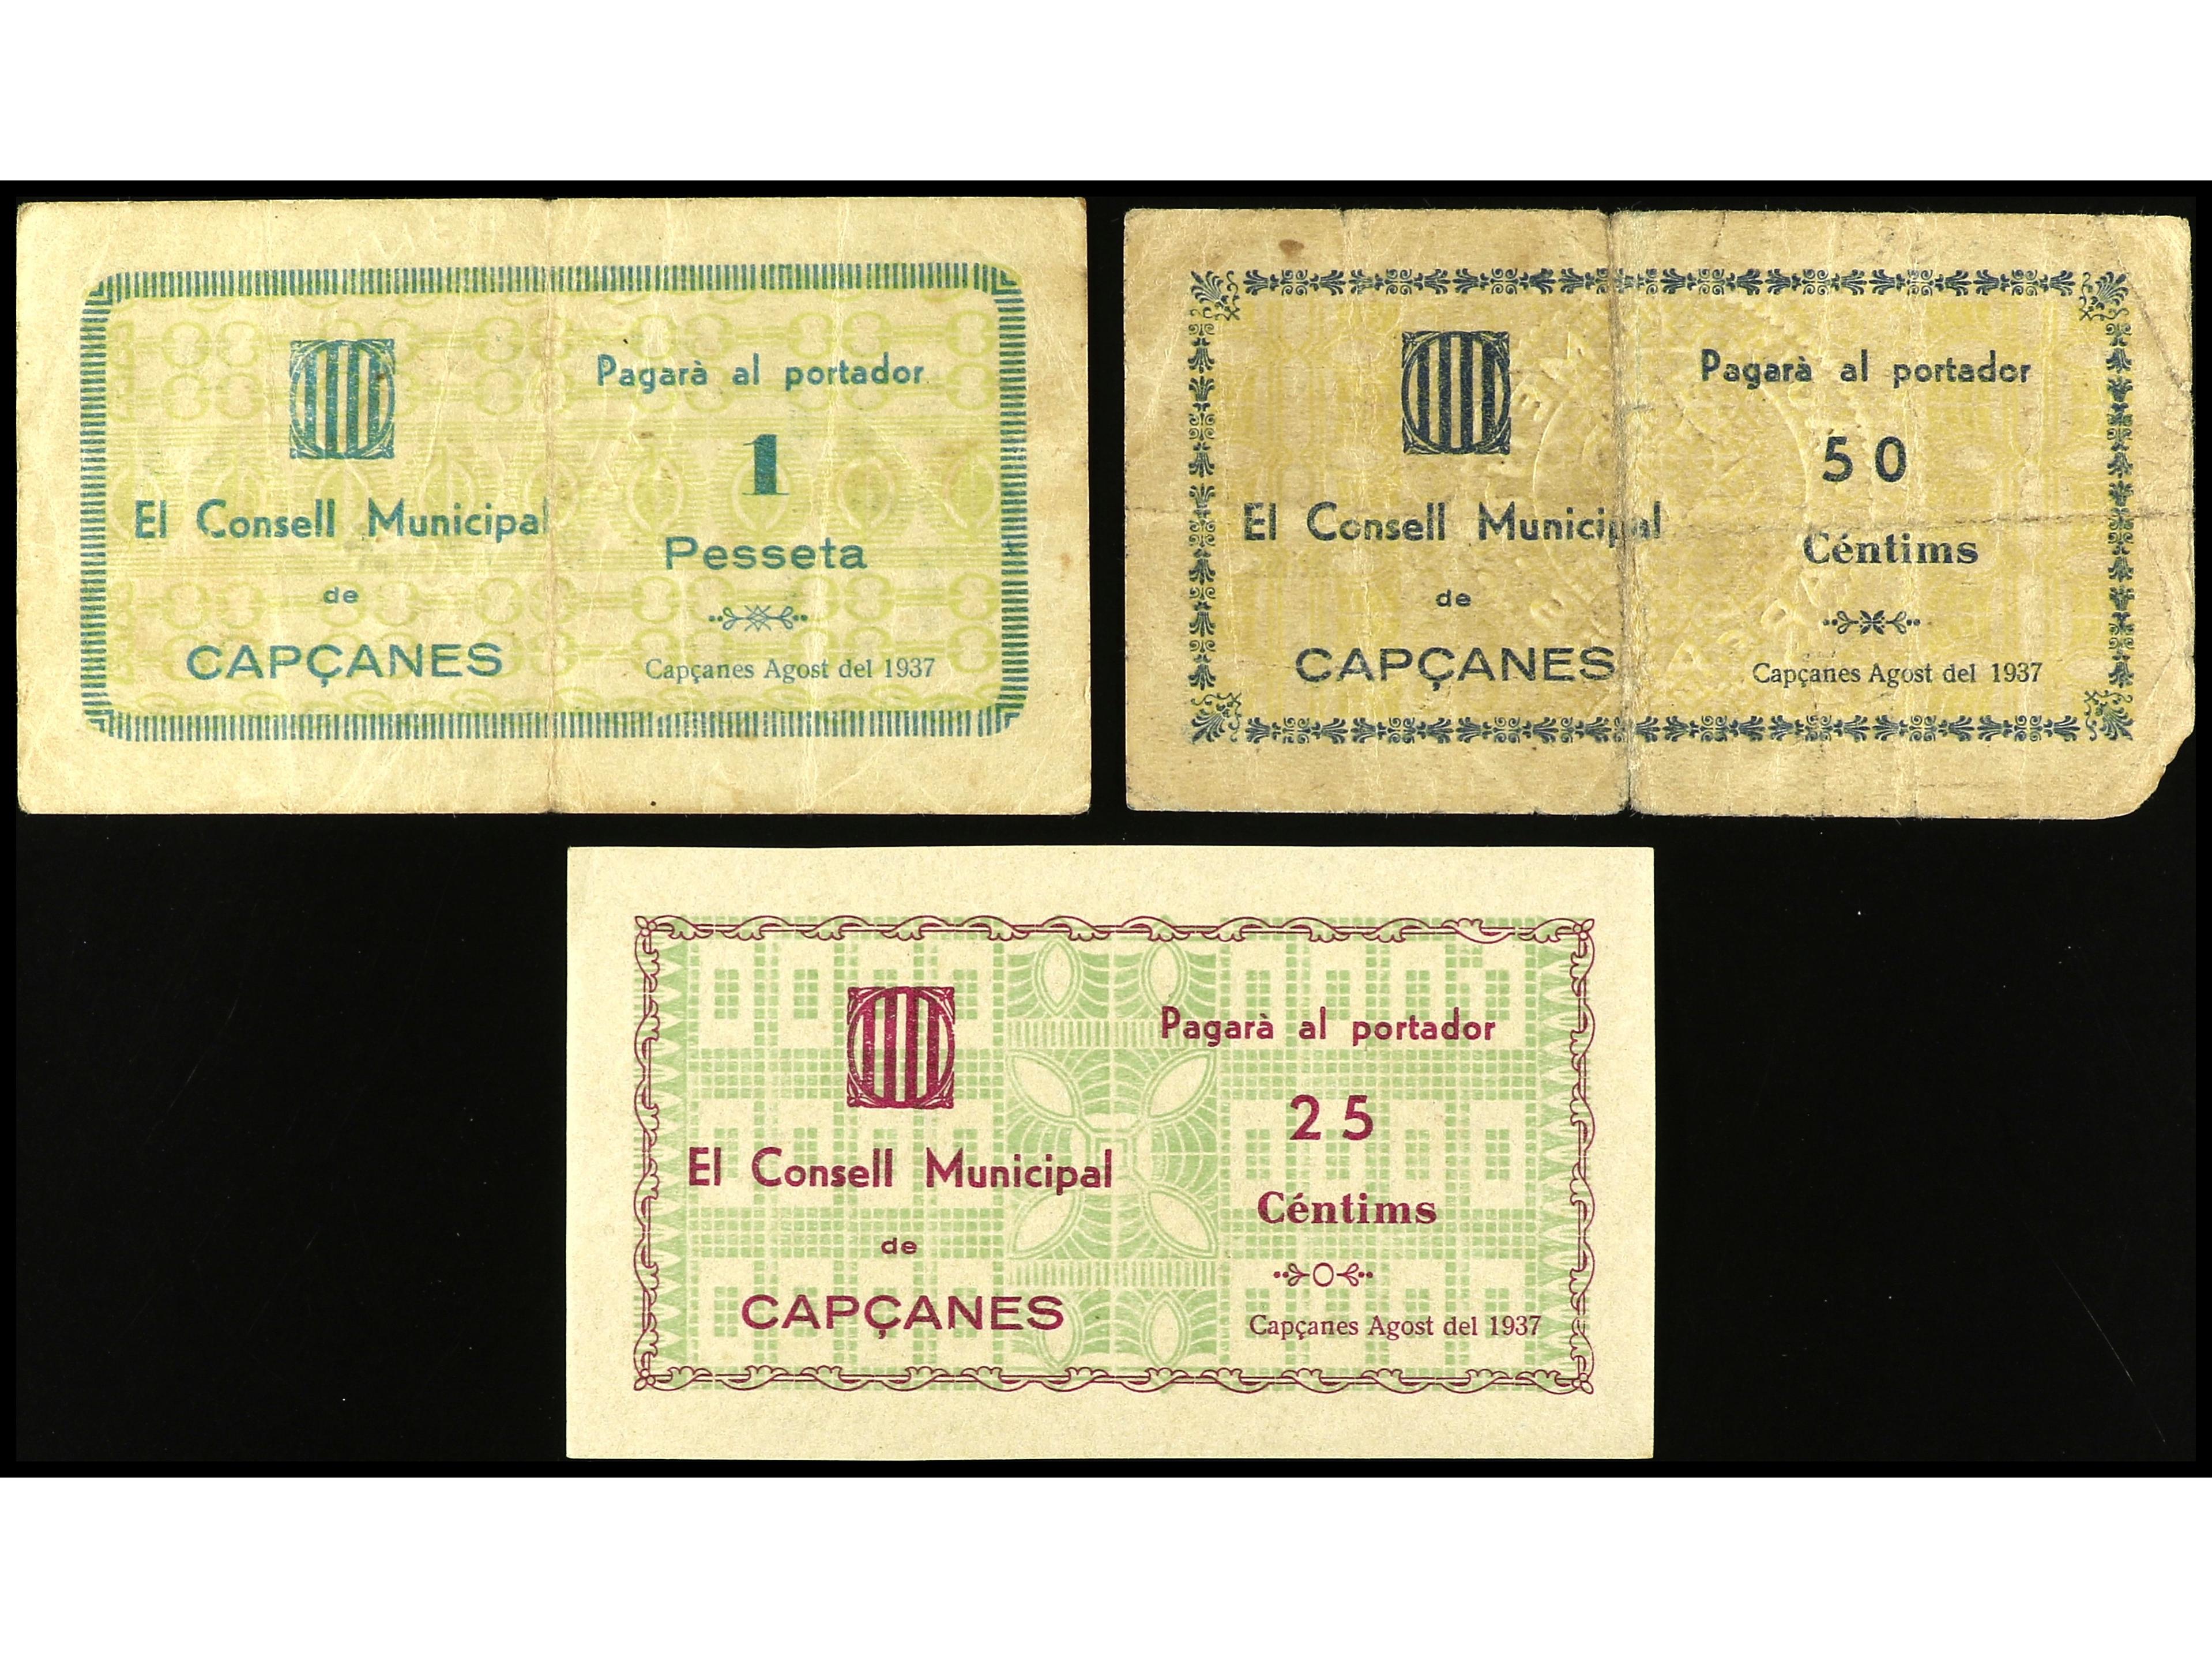 El Consell Municipal
de
CAPÇANES
Pagarà al portador
1
Pesseta
Capçanes Agost del 1937
El Consell Municipal
de
CAPÇANES
Pagarà al portador
50
Céntims
Capçanes Agost del 1937
El Consell Municipal
de
CAPÇANES
Pagarà al portador
25
Céntims
Capçanes Agost del 1937